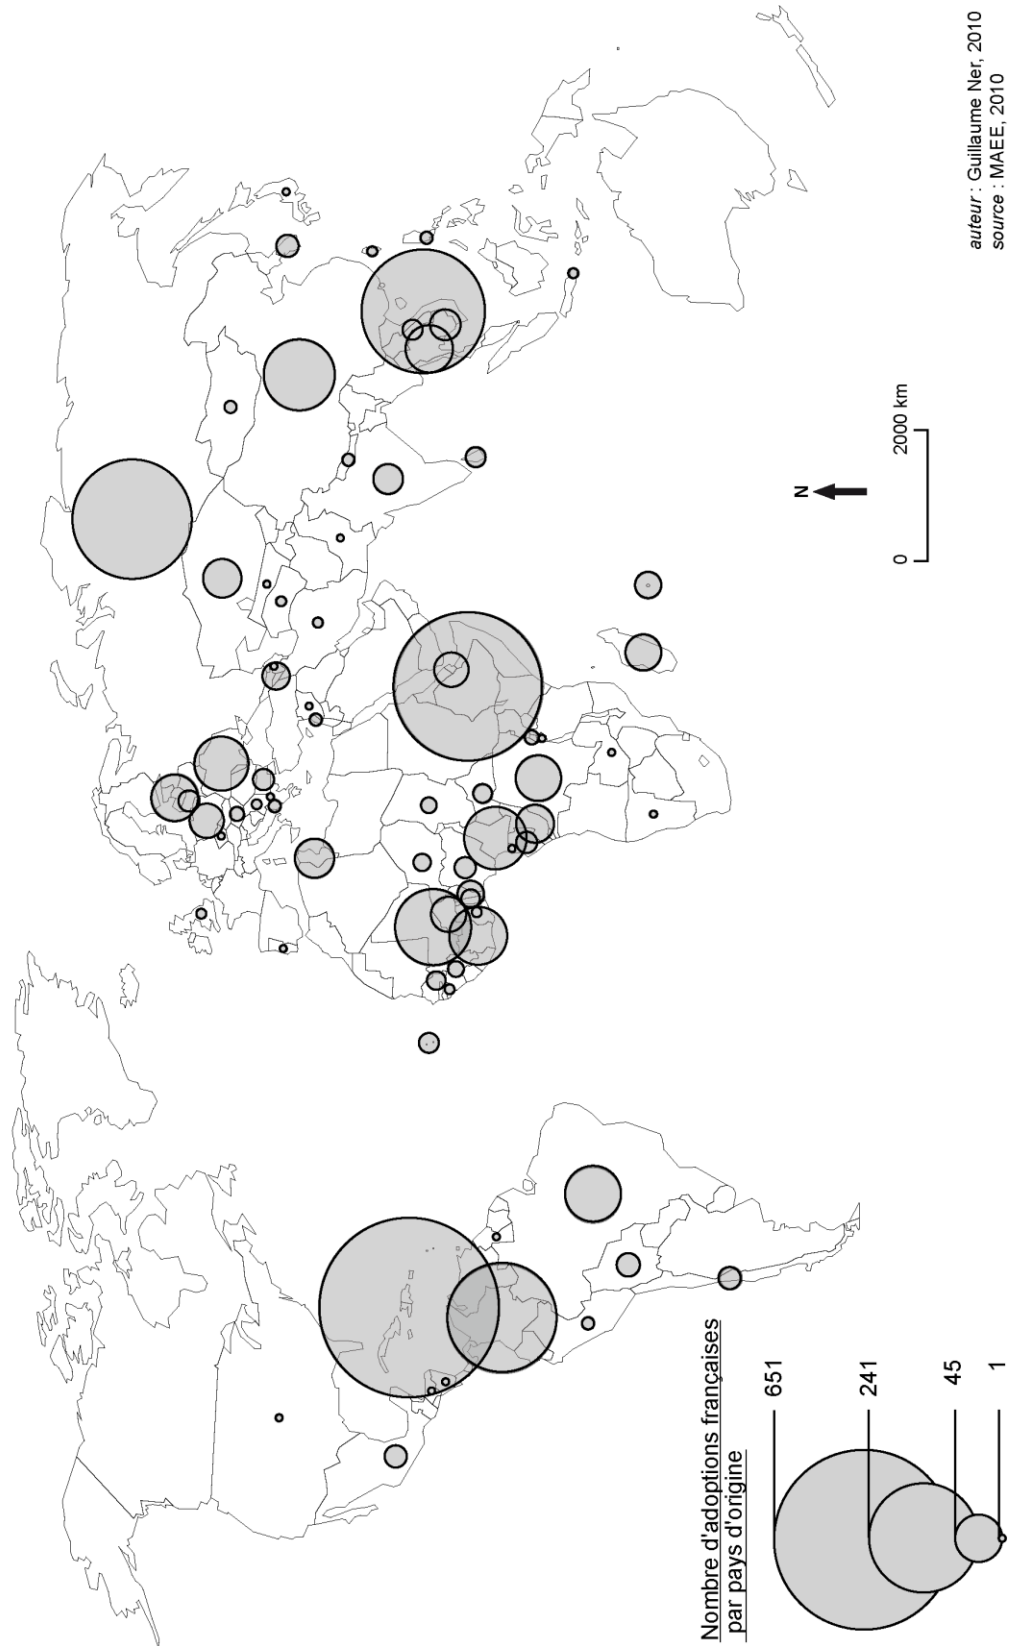 N
0 2000 km
Nombre d'adoptions françaises
par pays d'origine
651
241
45
1
auteur : Guillaume Ner, 2010
source : MAEE, 2010